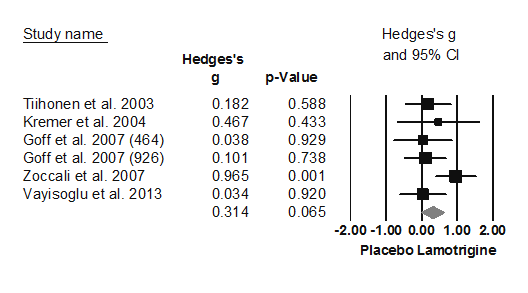 Study name
Hedges's g
and 95% CI
Hedges's
g
p-Value
Tiihonen et al. 2003 0.182 0.588
Kremer et al. 2004 0.467 0.433
Goff et al. 2007 (464) 0.038 0.929
Goff et al. 2007 (926) 0.101 0.738
Zoccali et al. 2007 0.965 0.001
Vayisoglu et al. 2013 0.034 0.920
0.314 0.065
-2.00 -1.00 0.00 1.00 2.00
Placebo Lamotrigine